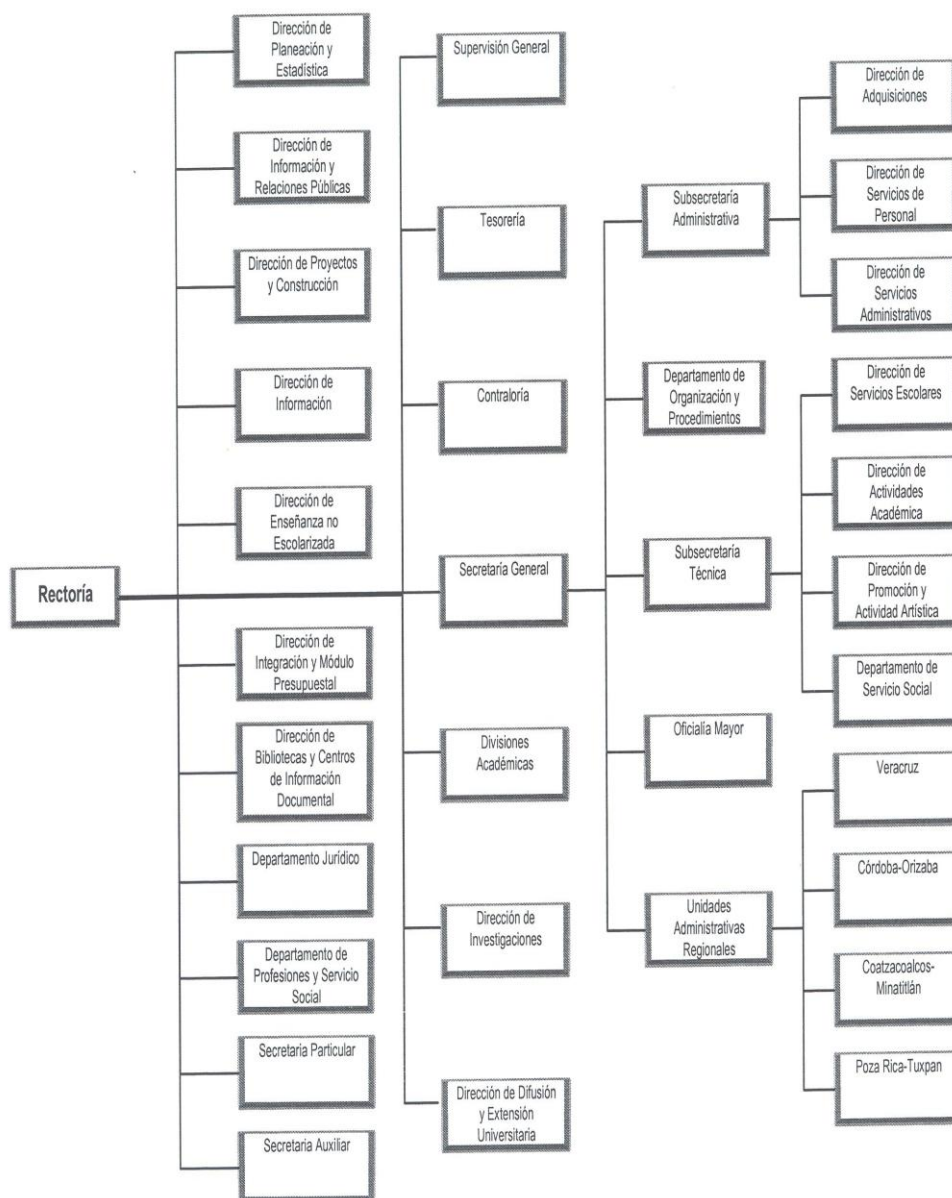 Rectoría
Dirección de
Planeación y
Estadística
Dirección de
Información y
Relaciones Públicas
Dirección de Proyectos
y Construcción
Dirección de
Información
Dirección de
Enseñanza no
Escolarizada
Dirección de
Integración y Módulo
Presupuestal
Dirección de
Bibliotecas y Centros
de Información
Documental
Departamento Jurídico
Departamento de
Profesiones y Servicio
Social
Secretaría Particular
Secretaria Auxiliar
Supervisión General
Tesorería
Contraloría
Secretaría General
Divisiones
Académicas
Dirección de
Investigaciones
Dirección de Difusión
y Extensión
Universitaria
Subsecretaría
Administrativa
Departamento de
Organización y
Procedimientos
Subsecretaría
Técnica
Oficialía Mayor
Unidades
Administrativas
Regionales
Dirección de
Adquisiciones
Dirección de
Servicios de
Personal
Dirección de
Servicios
Administrativos
Dirección de
Servicios Escolares
Dirección de
Actividades
Académica
Dirección de
Promoción y
Actividad Artística
Departamento de
Servicio Social
Veracruz
Córdoba-Orizaba
Coatzacoalcos-
Minatitlán
Poza Rica-Tuxpan